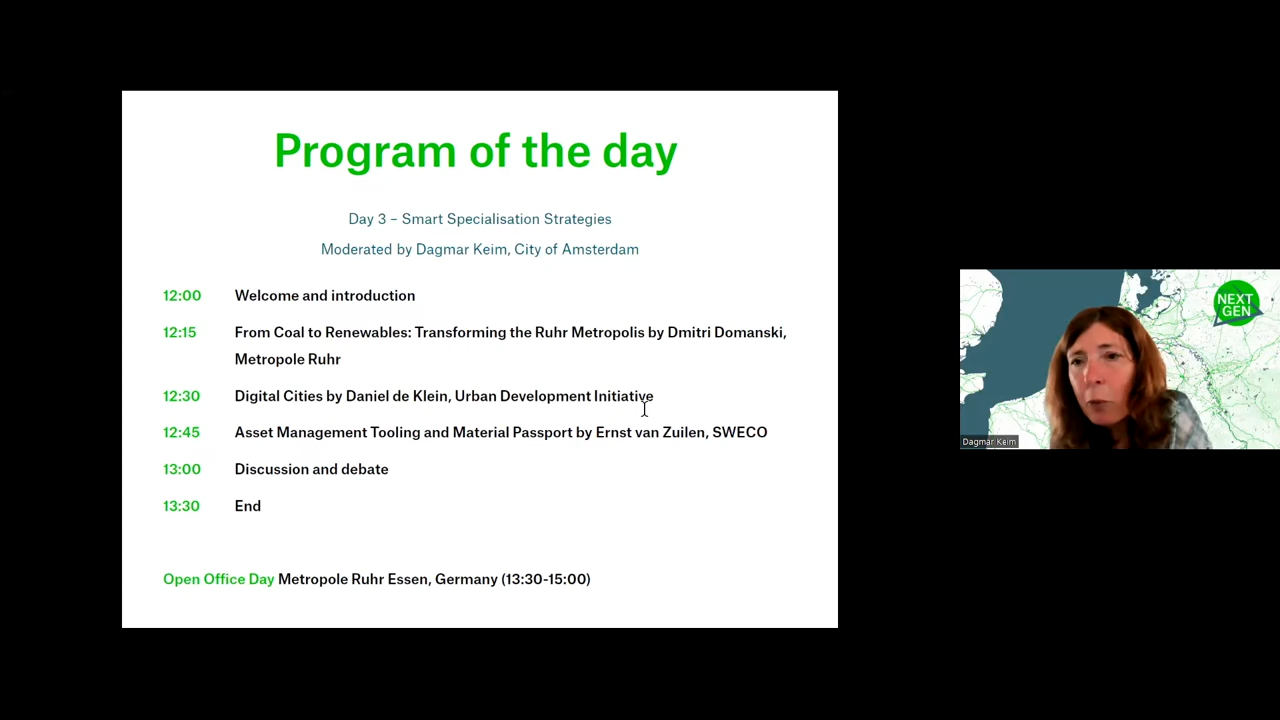 Program of the day
Day 3 – Smart Specialisation Strategies
Moderated by Dagmar Keim, City of Amsterdam
12:00 Welcome and introduction
12:15 From Coal to Renewables: Transforming the Ruhr Metropolis by Dmitri Domanski,
Metropole Ruhr
12:30 Digital Cities by Daniel de Klein, Urban Development Initiative
12:45 Asset Management Tooling and Material Passport by Ernst van Zuilen, SWECO
13:00 Discussion and debate
13:30 End
Open Office Day Metropole Ruhr Essen, Germany (13:30-15:00)
NEXT
GEN
Dagmar Keim